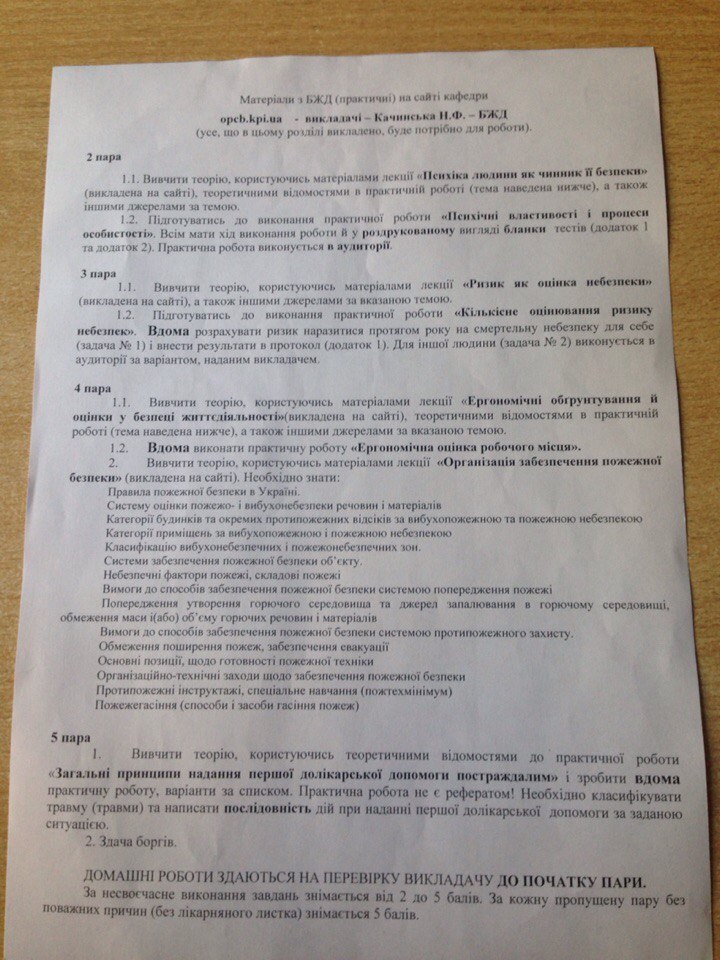 Матеріали з БЖД (практичні) на сайті кафедри
opcb.kpi.ua - викладачі – Качинська Н.Ф. – БЖД
(усе, що в цьому розділі викладено, буде потрібно для роботи).
2 пара
1.1. Вивчити теорію, користуючись матеріалами лекції «Психіка людини як чинник її безпеки»
(викладена на сайті), теоретичними відомостями в практичній роботі (тема наведена нижче), а також
іншими джерелами за темою.
1.2. Підготуватись до виконання практичної роботи «Психічні властивості і процеси
особистості». Всім мати хід виконання роботи й у роздрукованому вигляді бланки тестів (додаток 1
та додаток 2). Практична робота виконується в аудиторії.
3 пара
1.1. Вивчити теорію, користуючись матеріалами лекції «Ризик як оцінка небезпеки»
(викладена на сайті), а також іншими джерелами за вказаною темою.
1.2. Підготуватись до виконання практичної роботи «Кількісне оцінювання ризику
небезпек». Вдома розрахувати ризик наразитися протягом року на смертельну небезпеку для себе
(задача № 1) і внести результати в протокол (додаток 1). Для іншої людини (задача № 2) виконується в
аудиторії за варіантом, наданим викладачем.
4 пара
1.1. Вивчити теорію, користуючись матеріалами лекції «Ергономічні обґрунтування й
оцінки у безпеці життєдіяльності»(викладена на сайті), теоретичними відомостями в практичній
роботі (тема наведена нижче), а також іншими джерелами за вказаною темою.
1.2. Вдома виконати практичну роботу «Ергономічна оцінка робочого місця».
2. Вивчити теорію, користуючись матеріалами лекції «Організація забезпечення пожежної
безпеки» (викладена на сайті). Необхідно знати:
Правила пожежної безпеки в Україні.
Систему оцінки пожежо- і вибухонебезпеки речовин і матеріалів
Категорії будинків та окремих протипожежних відсіків за вибухопожежною та пожежною небезпекою
Категорії приміщень за вибухопожежною і пожежною небезпекою
Класифікацію вибухонебезпечних і пожежонебезпечних зон.
Системи забезпечення пожежної безпеки об’єкту.
Небезпечні фактори пожежі, складові пожежі
Вимоги до способів забезпечення пожежної безпеки системою попередження пожежі
Попередження утворення горючого середовища та джерел запалювання в горючому середовищі,
обмеження маси і(або) об’єму горючих речовин і матеріалів
Вимоги до способів забезпечення пожежної безпеки системою протипожежного захисту.
Обмеження поширення пожеж, забезпечення евакуації
Основні позиції, щодо готовності пожежної техніки
Організаційно-технічні заходи щодо забезпечення пожежної безпеки
Протипожежні інструктажі, спеціальне навчання (пожтехмінімум)
Пожежегасіння (способи і засоби гасіння пожеж)
5 пара
1. Вивчити теорію, користуючись теоретичними відомостями до практичної роботи
«Загальні принципи надання першої долікарської допомоги постраждалим» і зробити вдома
практичну роботу, варіанти за списком. Практична робота не є рефератом! Необхідно класифікувати
травму (травми) та написати послідовність дій при наданні першої долікарської допомоги за заданою
ситуацією.
2. Здача боргів.
ДОМАШНІ РОБОТИ ЗДАЮТЬСЯ НА ПЕРЕВІРКУ ВИКЛАДАЧУ ДО ПОЧАТКУ ПАРИ.
За несвоєчасне виконання завдань знімається від 2 до 5 балів. За кожну пропущену пару без
поважних причин (без лікарняного листка) знімається 5 балів.